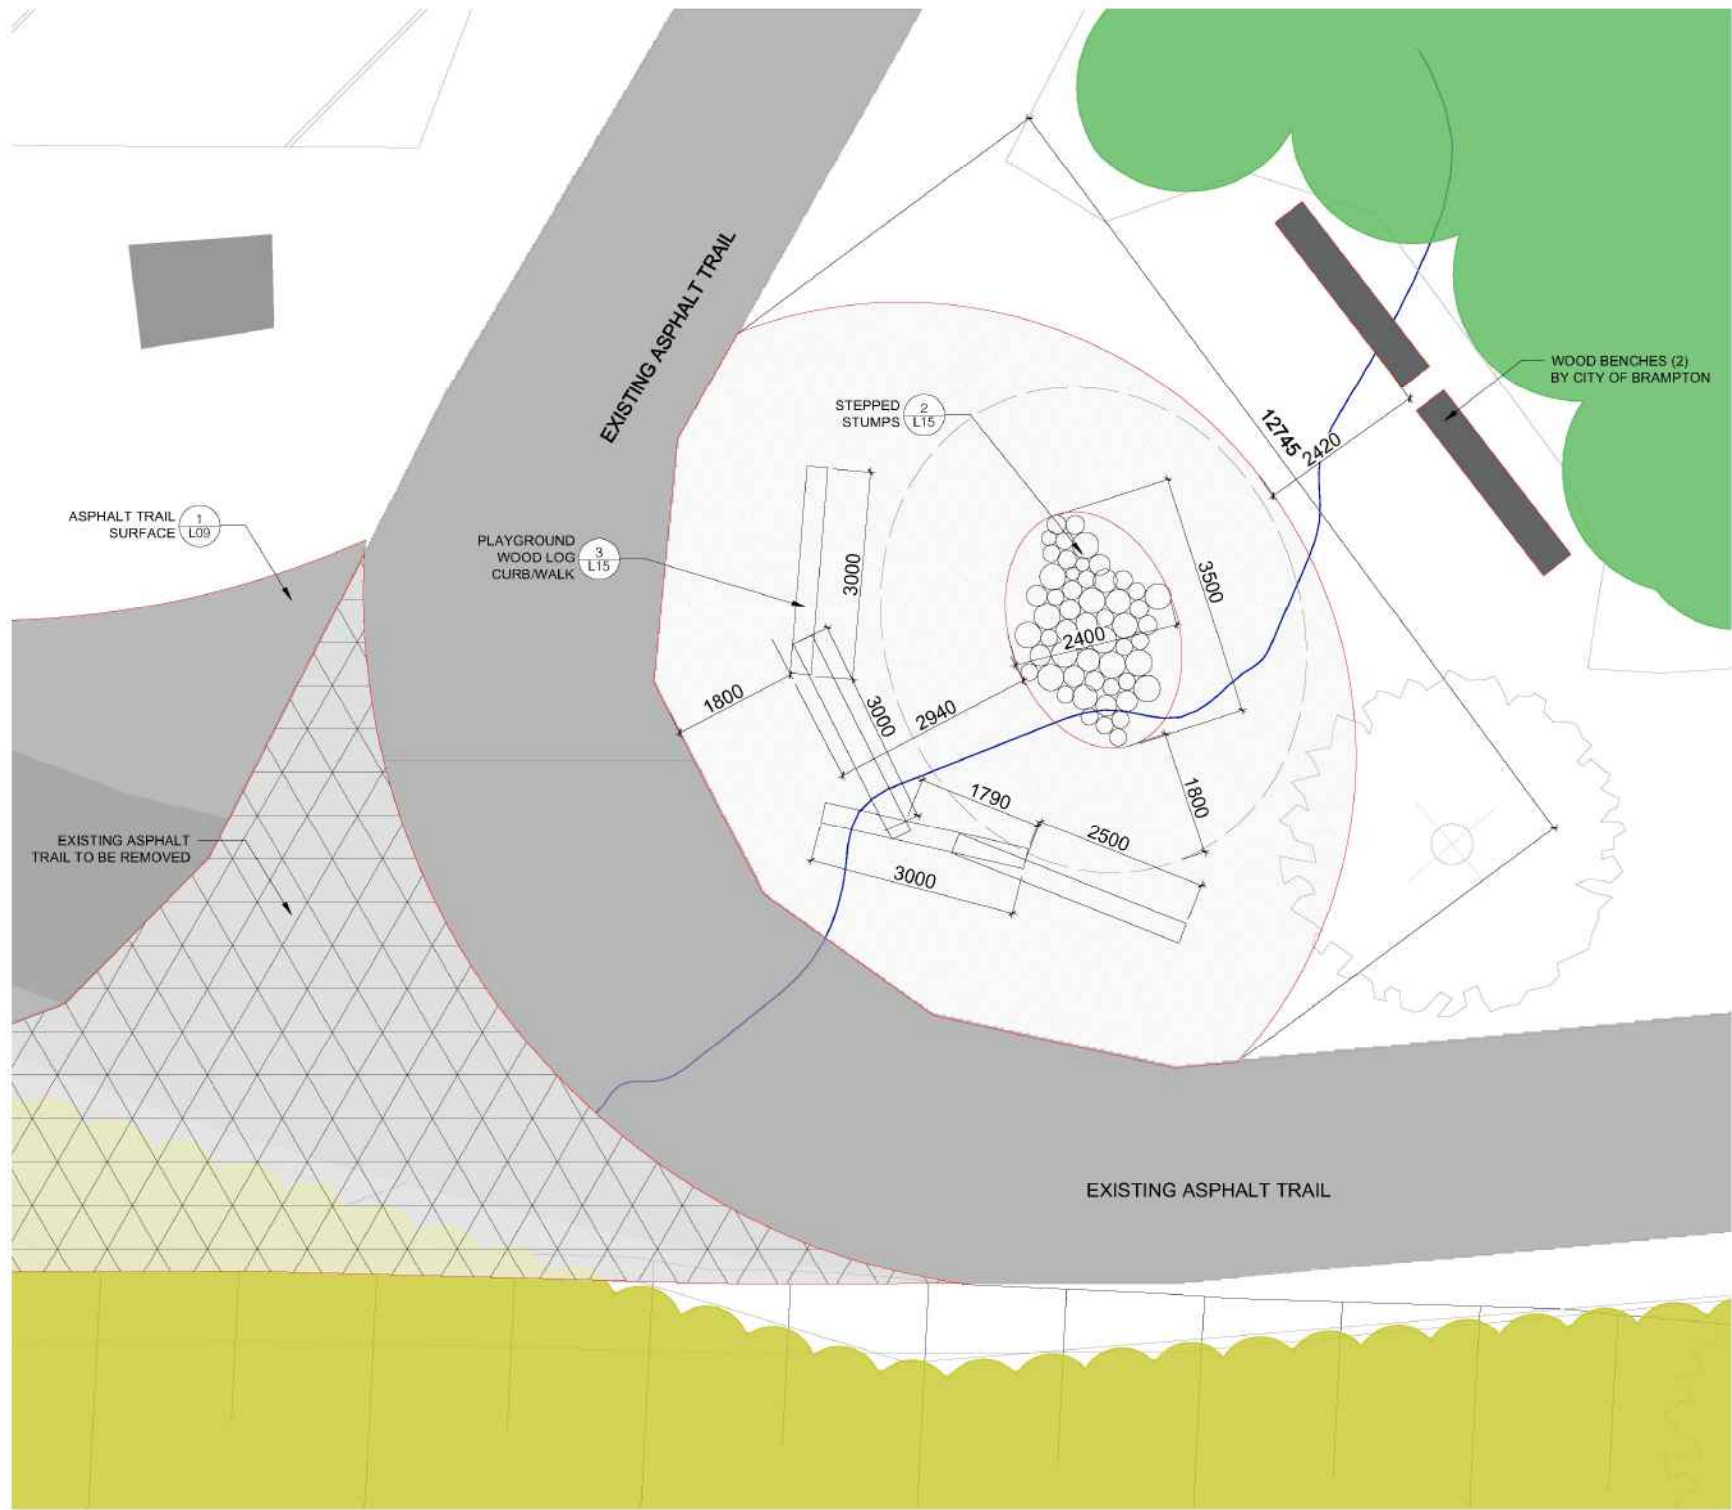 EXISTING ASPHALT TRAIL
WOOD BENCHES (2)
BY CITY OF BRAMPTON
STEPPED
STUMPS
2
L15
12745
2420
ASPHALT TRAIL
SURFACE
1
L09
PLAYGROUND
WOOD LOG
CURB/WALK
3
L15
3000
3500
2400
1800
3000
2940
1790
1800
2500
3000
EXISTING ASPHALT
TRAIL TO BE REMOVED
EXISTING ASPHALT TRAIL